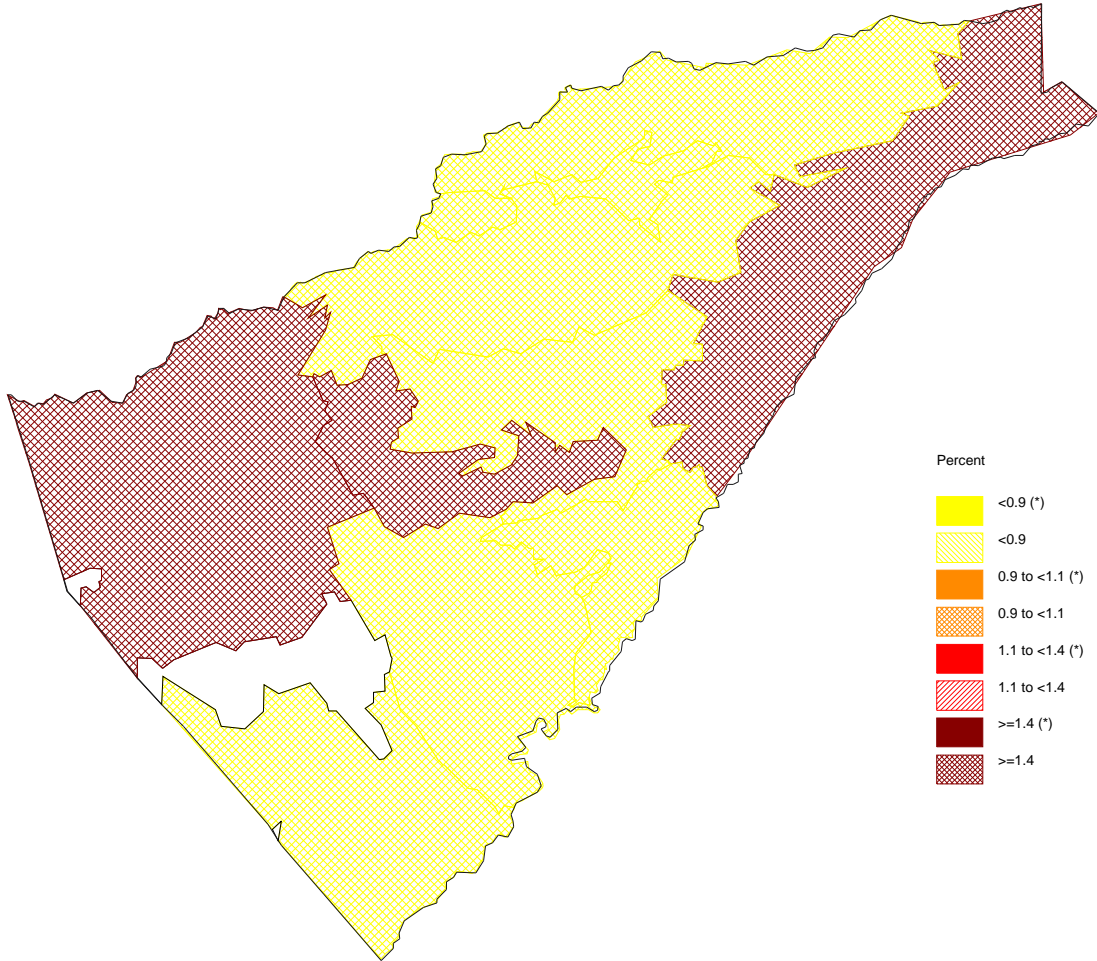 Percent
<0.9 (*)
<0.9
0.9 to <1.1 (*)
0.9 to <1.1
1.1 to <1.4 (*)
1.1 to <1.4
>=1.4 (*)
>=1.4